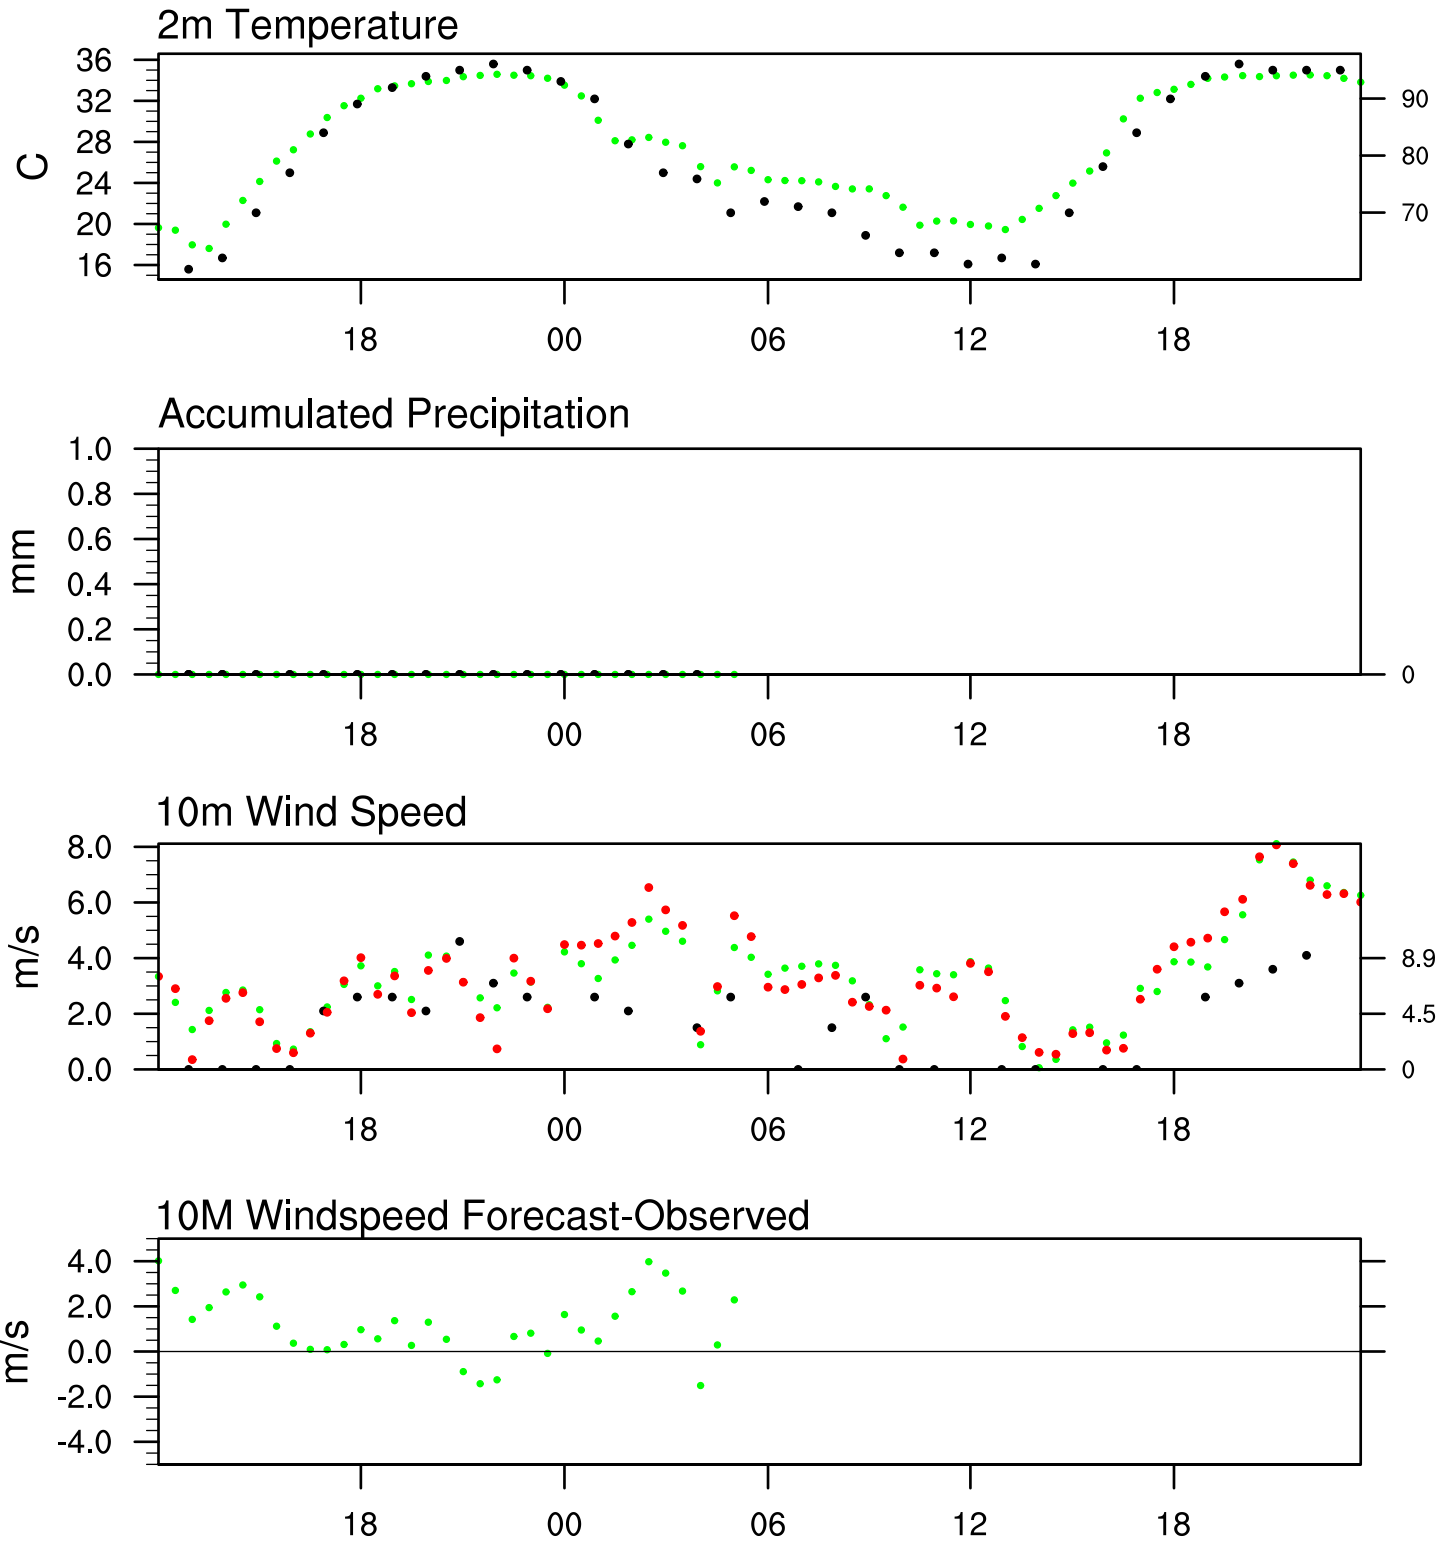 2m Temperature
36
32
28
24
20
16
C
90
80
70
18 00 06 12 18
Accumulated Precipitation
1.0
0.8
0.6
0.4
0.2
0.0
mm
0
18 00 06 12 18
10m Wind Speed
8.0
6.0
4.0
2.0
0.0
m/s
8.9
4.5
0
18 00 06 12 18
10M Windspeed Forecast-Observed
4.0
2.0
0.0
-2.0
-4.0
m/s
18 00 06 12 18